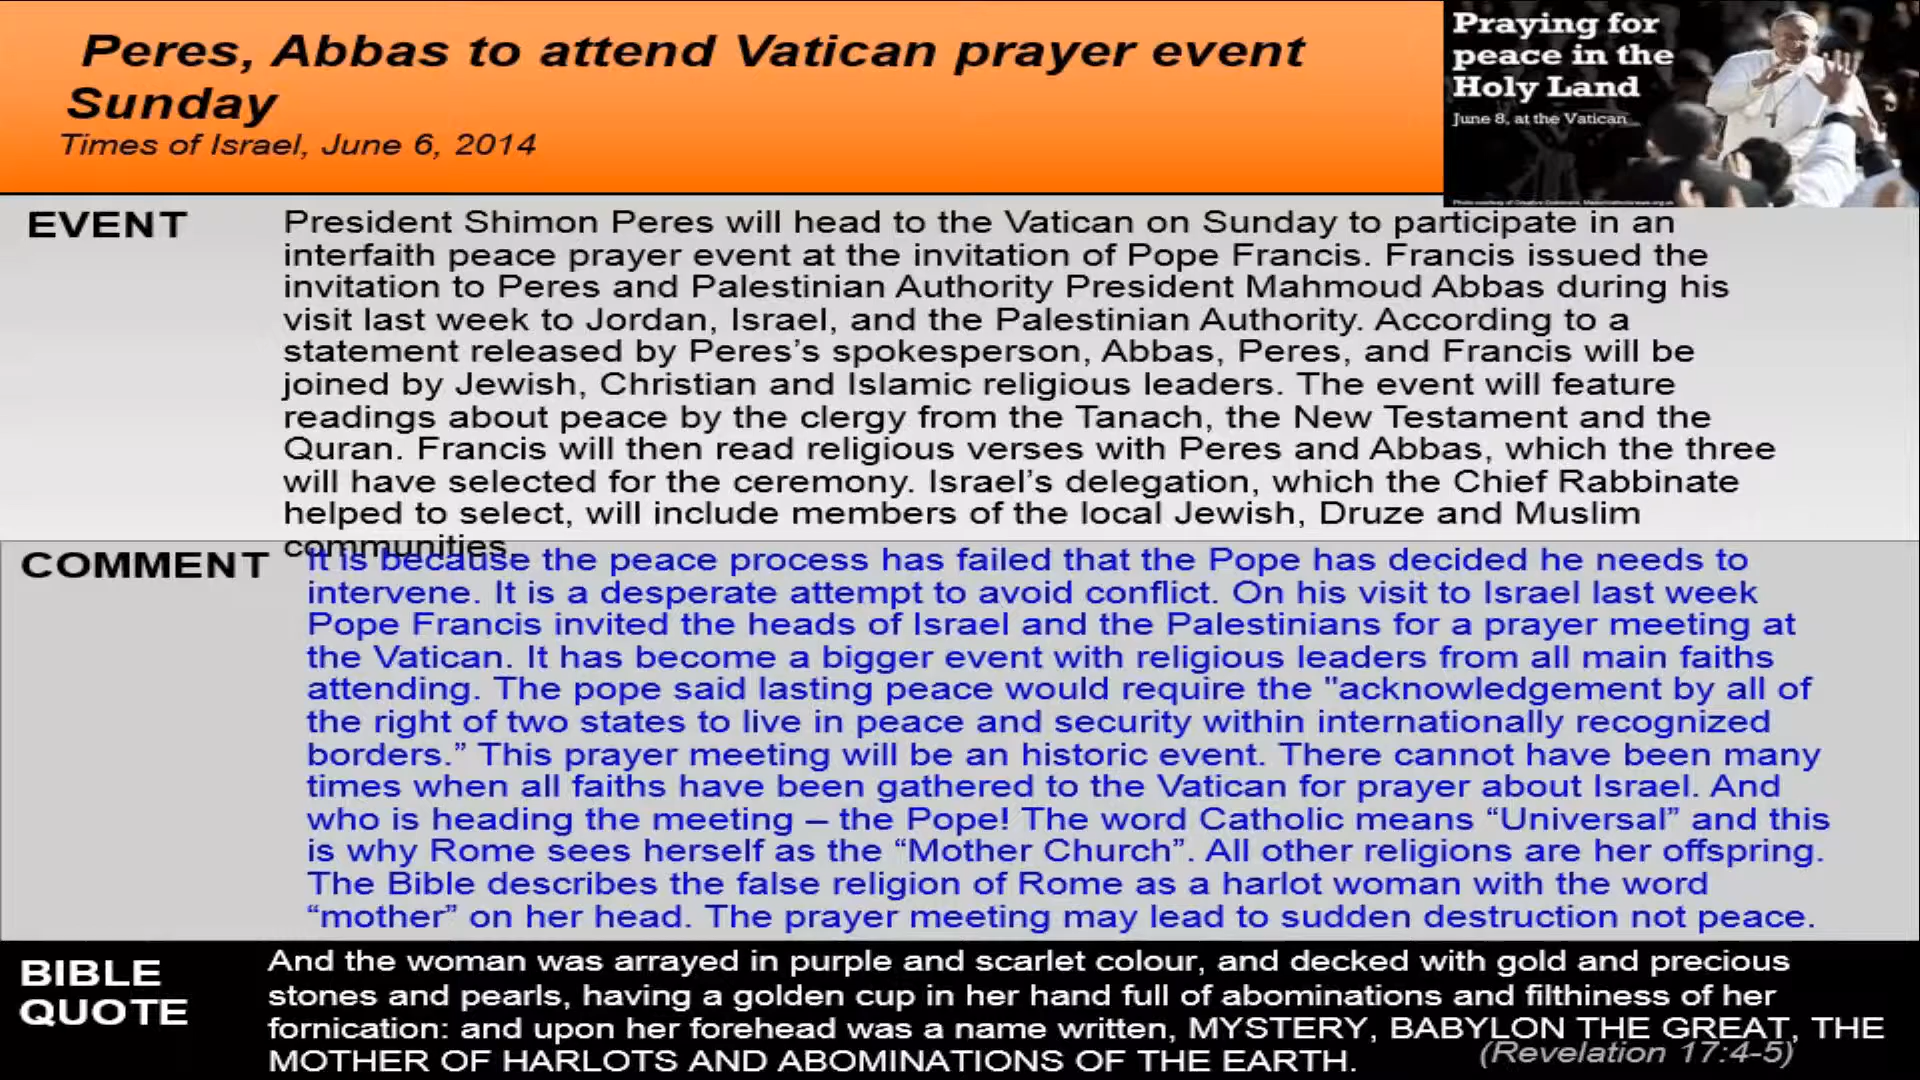 Peres, Abbas to attend Vatican prayer event
Sunday
Times of Israel, June 6, 2014
Praying for
peace in the
Holy Land
June 8, at the Vatican
EVENT
President Shimon Peres will head to the Vatican on Sunday to participate in an
interfaith peace prayer event at the invitation of Pope Francis. Francis issued the
invitation to Peres and Palestinian Authority President Mahmoud Abbas during his
visit last week to Jordan, Israel, and the Palestinian Authority. According to a
statement released by Peres’s spokesperson, Abbas, Peres, and Francis will be
joined by Jewish, Christian and Islamic religious leaders. The event will feature
readings about peace by the clergy from the Tanach, the New Testament and the
Quran. Francis will then read religious verses with Peres and Abbas, which the three
will have selected for the ceremony. Israel’s delegation, which the Chief Rabbinate
helped to select, will include members of the local Jewish, Druze and Muslim
communities.
COMMENT
It is because the peace process has failed that the Pope has decided he needs to
intervene. It is a desperate attempt to avoid conflict. On his visit to Israel last week
Pope Francis invited the heads of Israel and the Palestinians for a prayer meeting at
the Vatican. It has become a bigger event with religious leaders from all main faiths
attending. The pope said lasting peace would require the "acknowledgement by all of
the right of two states to live in peace and security within internationally recognized
borders.” This prayer meeting will be an historic event. There cannot have been many
times when all faiths have been gathered to the Vatican for prayer about Israel. And
who is heading the meeting – the Pope! The word Catholic means “Universal” and this
is why Rome sees herself as the “Mother Church”. All other religions are her offspring.
The Bible describes the false religion of Rome as a harlot woman with the word
“mother” on her head. The prayer meeting may lead to sudden destruction not peace.
BIBLE
QUOTE
And the woman was arrayed in purple and scarlet colour, and decked with gold and precious
stones and pearls, having a golden cup in her hand full of abominations and filthiness of her
fornication: and upon her forehead was a name written, MYSTERY, BABYLON THE GREAT, THE
MOTHER OF HARLOTS AND ABOMINATIONS OF THE EARTH.
(Revelation 17:4-5)